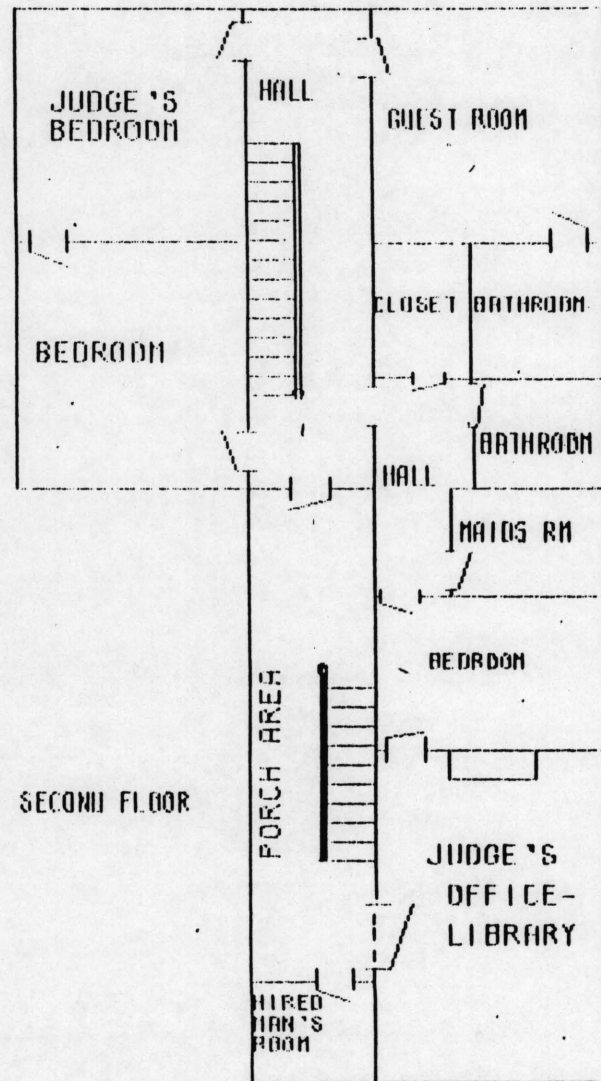 HALL
JUDGE'S
BEDROOM
GUEST ROOM
CLOSET
BATHROOM
BEDROOM
BATHROOM
HALL
MAIDS RM
BEDROOM
PORCH AREA
SECOND FLOOR
JUDGE'S
OFFICE-
LIBRARY
HIRED
MAN'S
ROOM